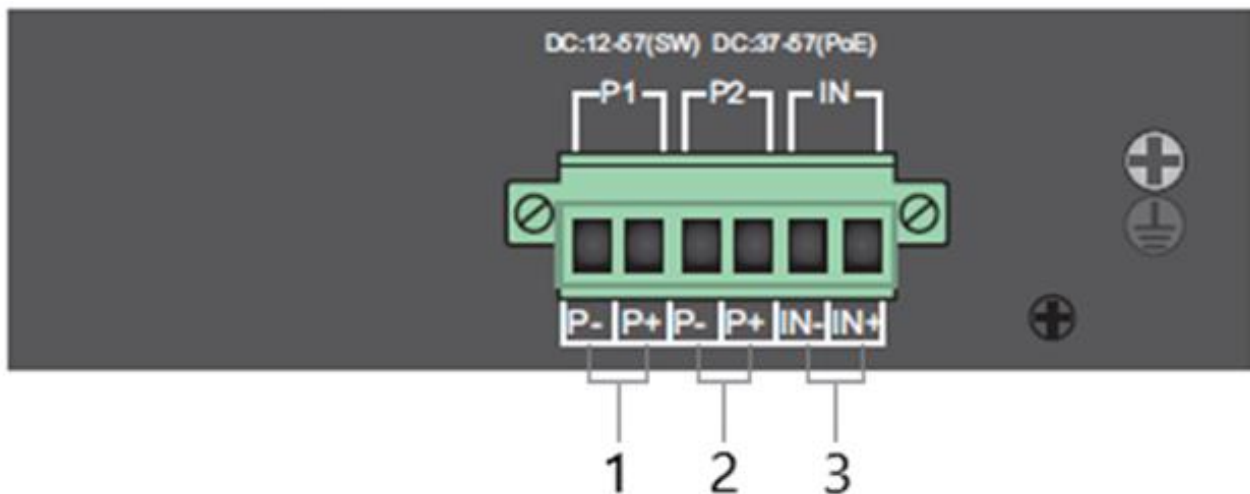 DC:12-57(SW) DC:37-57(PoE)
P1 P2 IN
P- P+ P- P+ IN- IN+
1 2 3